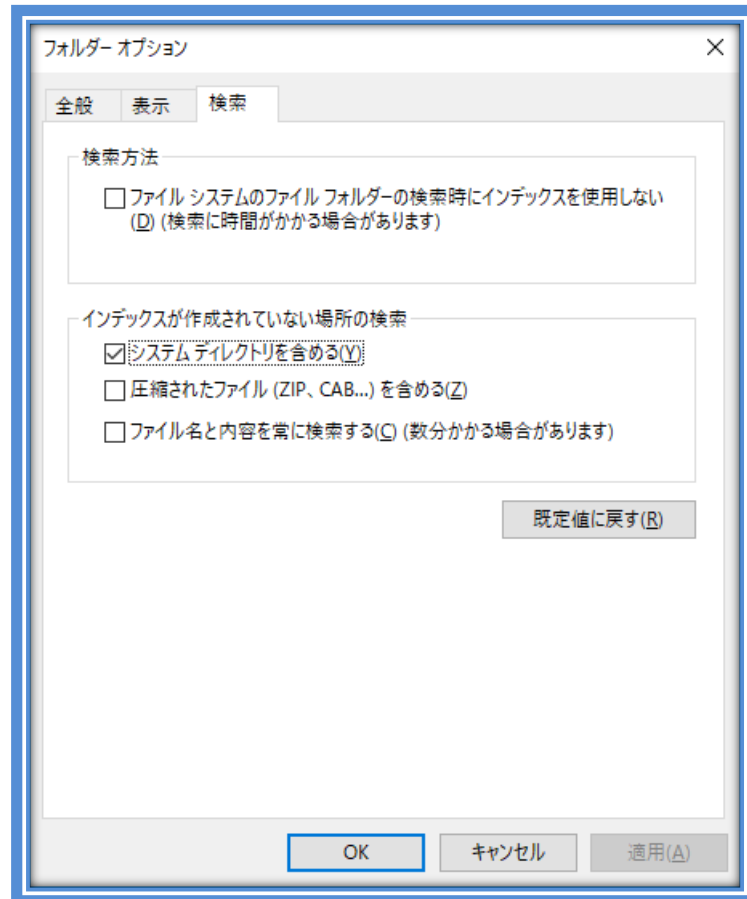 フォルダー オプション
全般 表示 検索
検索方法
ファイル システムのファイル フォルダーの検索時にインデックスを使用しない
(D) (検索に時間がかかる場合があります)
インデックスが作成されていない場所の検索
システム ディレクトリを含める(Y)
圧縮されたファイル (ZIP、CAB...) を含める(Z)
ファイル名と内容を常に検索する(C) (数分かかる場合があります)
既定値に戻す(R)
OK キャンセル 適用(A)